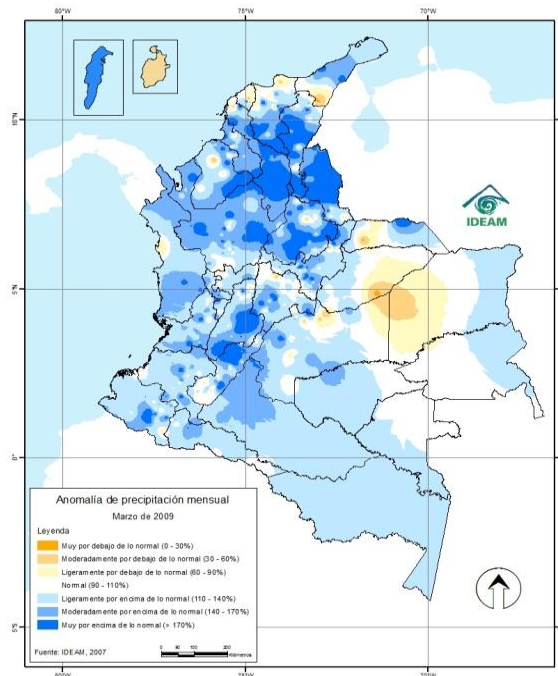 80°W 75°W 70°W
10°N
IDEAM
5°N
0°
5°S
Anomalía de precipitación mensual
Marzo de 2009
Leyenda
Muy por debajo de lo normal (0 - 30%)
Moderadamente por debajo de lo normal (30 - 60%)
Ligeramente por debajo de lo normal (60 - 90%)
Normal (90 - 110%)
Ligeramente por encima de lo normal (110 - 140%)
Moderadamente por encima de lo normal (140 - 170%)
Muy por encima de lo normal (> 170%)
Fuente: IDEAM, 2007
80°W 75°W 70°W